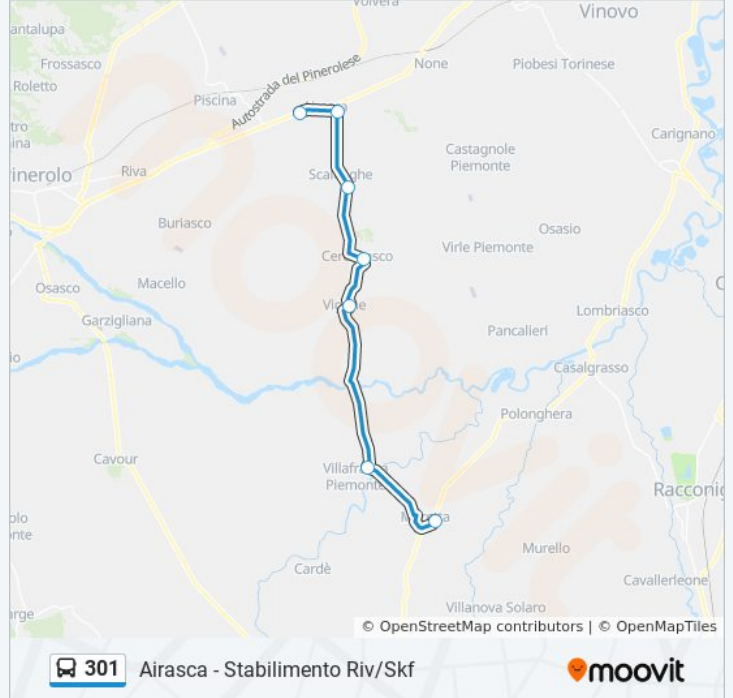 Volvera
Vinovo
antalupa
Frossasco
None
Piobesi Torinese
Autostrada del Pinerolese
Roletto
Piscina
Carignano
Castagnole
Piemonte
Riva
inerolo
Buriasco
Osasio
Virle Piemonte
Macello
Osasco
Lombriasco
Garzigliana
Pancalieri
Casalgrasso
Polonghera
Cavour
Piemonte
Raccon
Murello
Cardè
Cavallerleone
Villanova Solaro
© OpenStreetMap contributors | © OpenMapTiles
301 Airasca - Stabilimento Riv/Skf
moovit